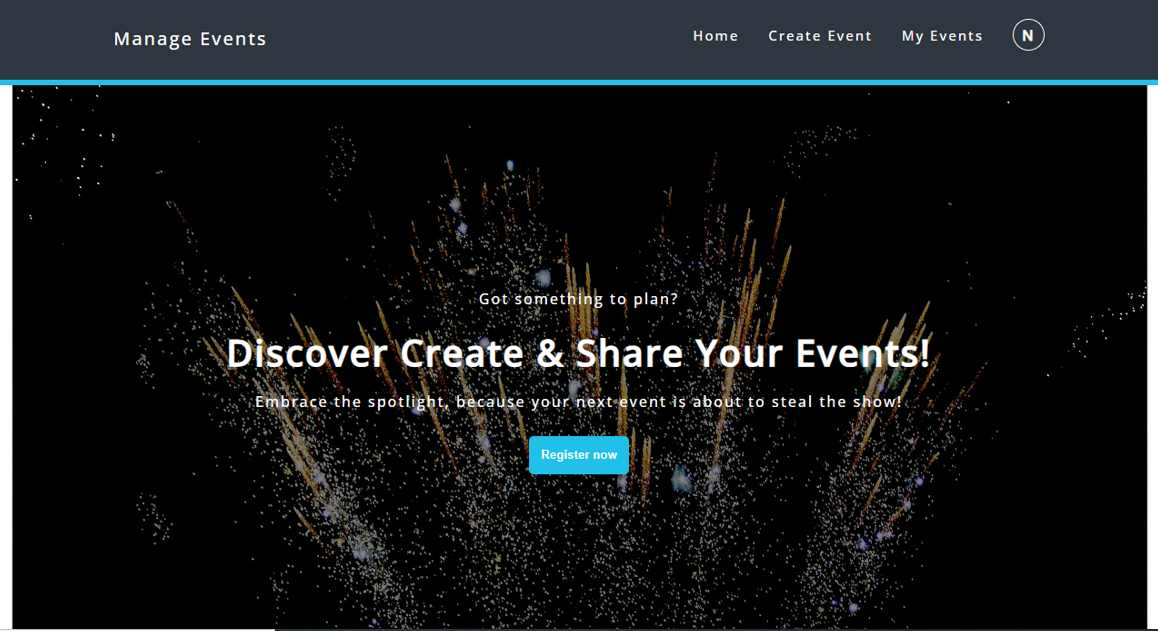 Manage Events
Home Create Event My Events N
Got something to plan?
Discover Create & Share Your Events!
Embrace the spotlight, because your next event is about to steal the show!
Register now